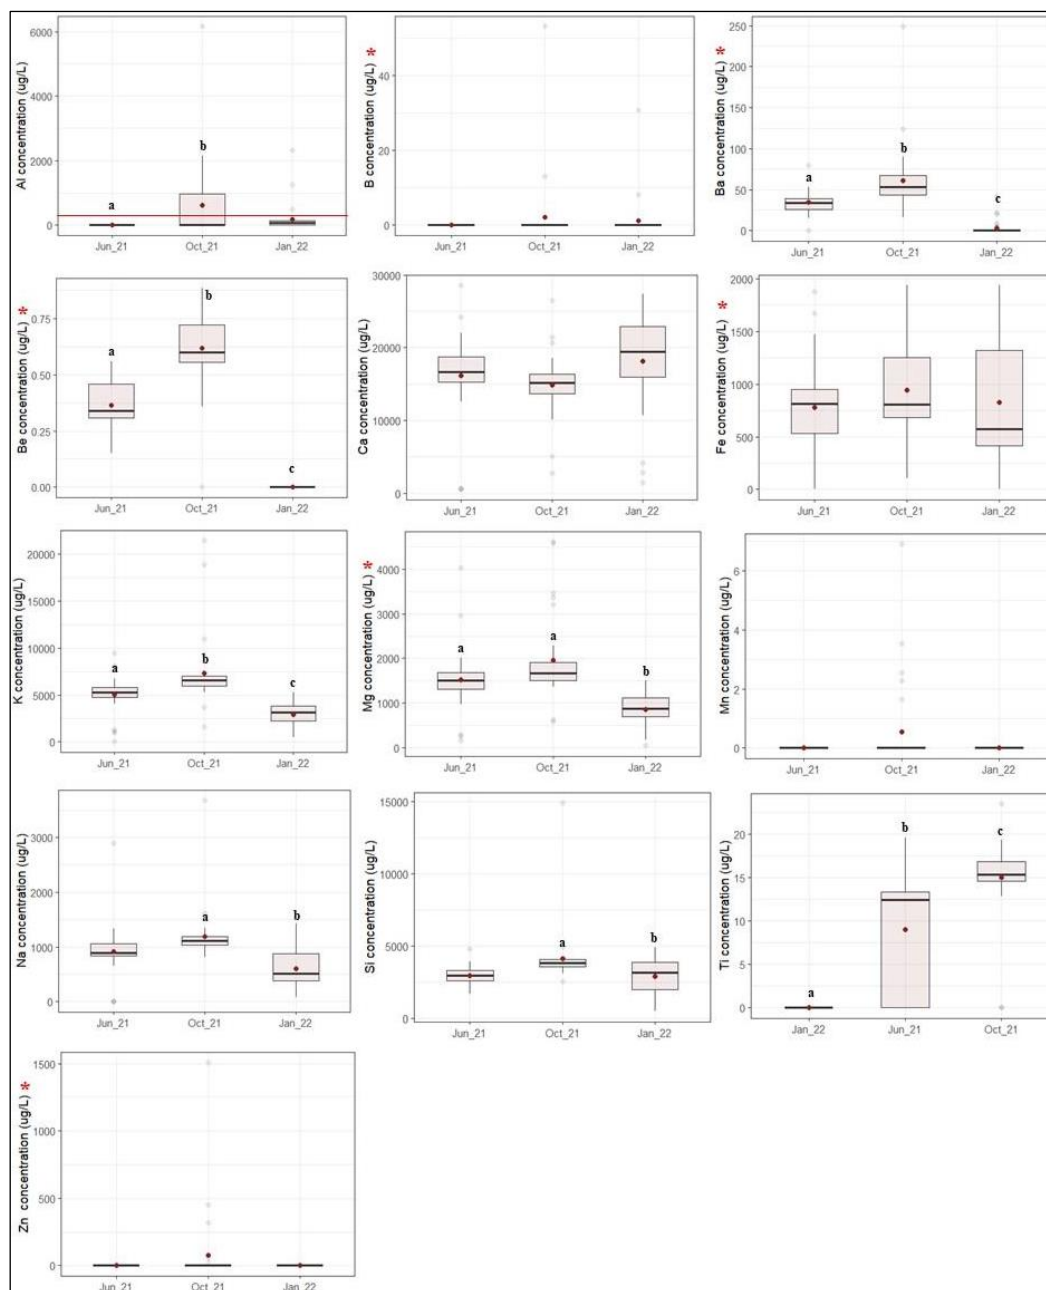 Al concentration (ug/L)
6000
4000
2000
0
a
b
Jun_21 Oct_21 Jan_22
B concentration (ug/L) *
40
20
0
Jun_21 Oct_21 Jan_22
Ba concentration (ug/L) *
250
200
150
100
50
0
a
b
c
Jun_21 Oct_21 Jan_22
Be concentration (ug/L) *
0.75
0.50
0.25
0.00
a
b
c
Jun_21 Oct_21 Jan_22
Ca concentration (ug/L)
30000
20000
10000
0
Jun_21 Oct_21 Jan_22
Fe concentration (ug/L) *
2000
1500
1000
500
0
Jun_21 Oct_21 Jan_22
K concentration (ug/L)
20000
15000
10000
5000
0
a
b
c
Jun_21 Oct_21 Jan_22
Mg concentration (ug/L) *
4000
3000
2000
1000
0
a
a
b
Jun_21 Oct_21 Jan_22
Mn concentration (ug/L)
6
4
2
0
Jun_21 Oct_21 Jan_22
Na concentration (ug/L)
3000
2000
1000
0
a
b
Jun_21 Oct_21 Jan_22
Si concentration (ug/L)
15000
10000
5000
0
a
b
Jun_21 Oct_21 Jan_22
Ti concentration (ug/L)
20
15
10
5
0
a
b
c
Jan_22 Jun_21 Oct_21
Zn concentration (ug/L) *
1500
1000
500
0
Jun_21 Oct_21 Jan_22